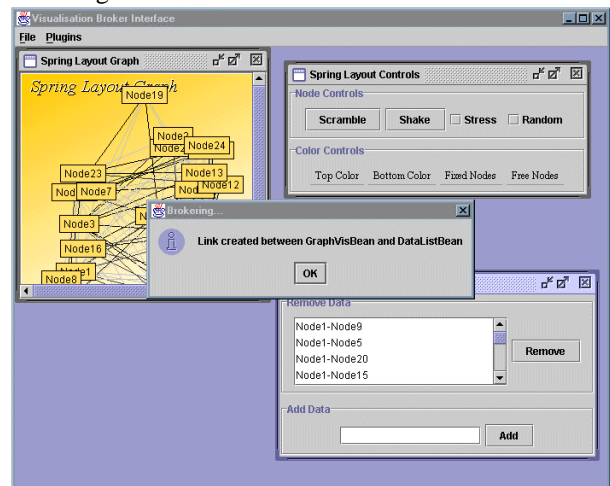 Visualisation Broker Interface
File Plugins
Spring Layout Graph
Spring Layout Graph
Node19
Node24
Node23
Node13
Node7
Node12
Node3
Node16
Node8
Spring Layout Controls
Node Controls
Scramble Shake Stress Random
Color Controls
Top Color Bottom Color Fixed Nodes Free Nodes
Brokering...
Link created between GraphVisBean and DataListBean
OK
Remove Data
Node1-Node9
Node1-Node5
Node1-Node20
Node1-Node15
Remove
Add Data
Add